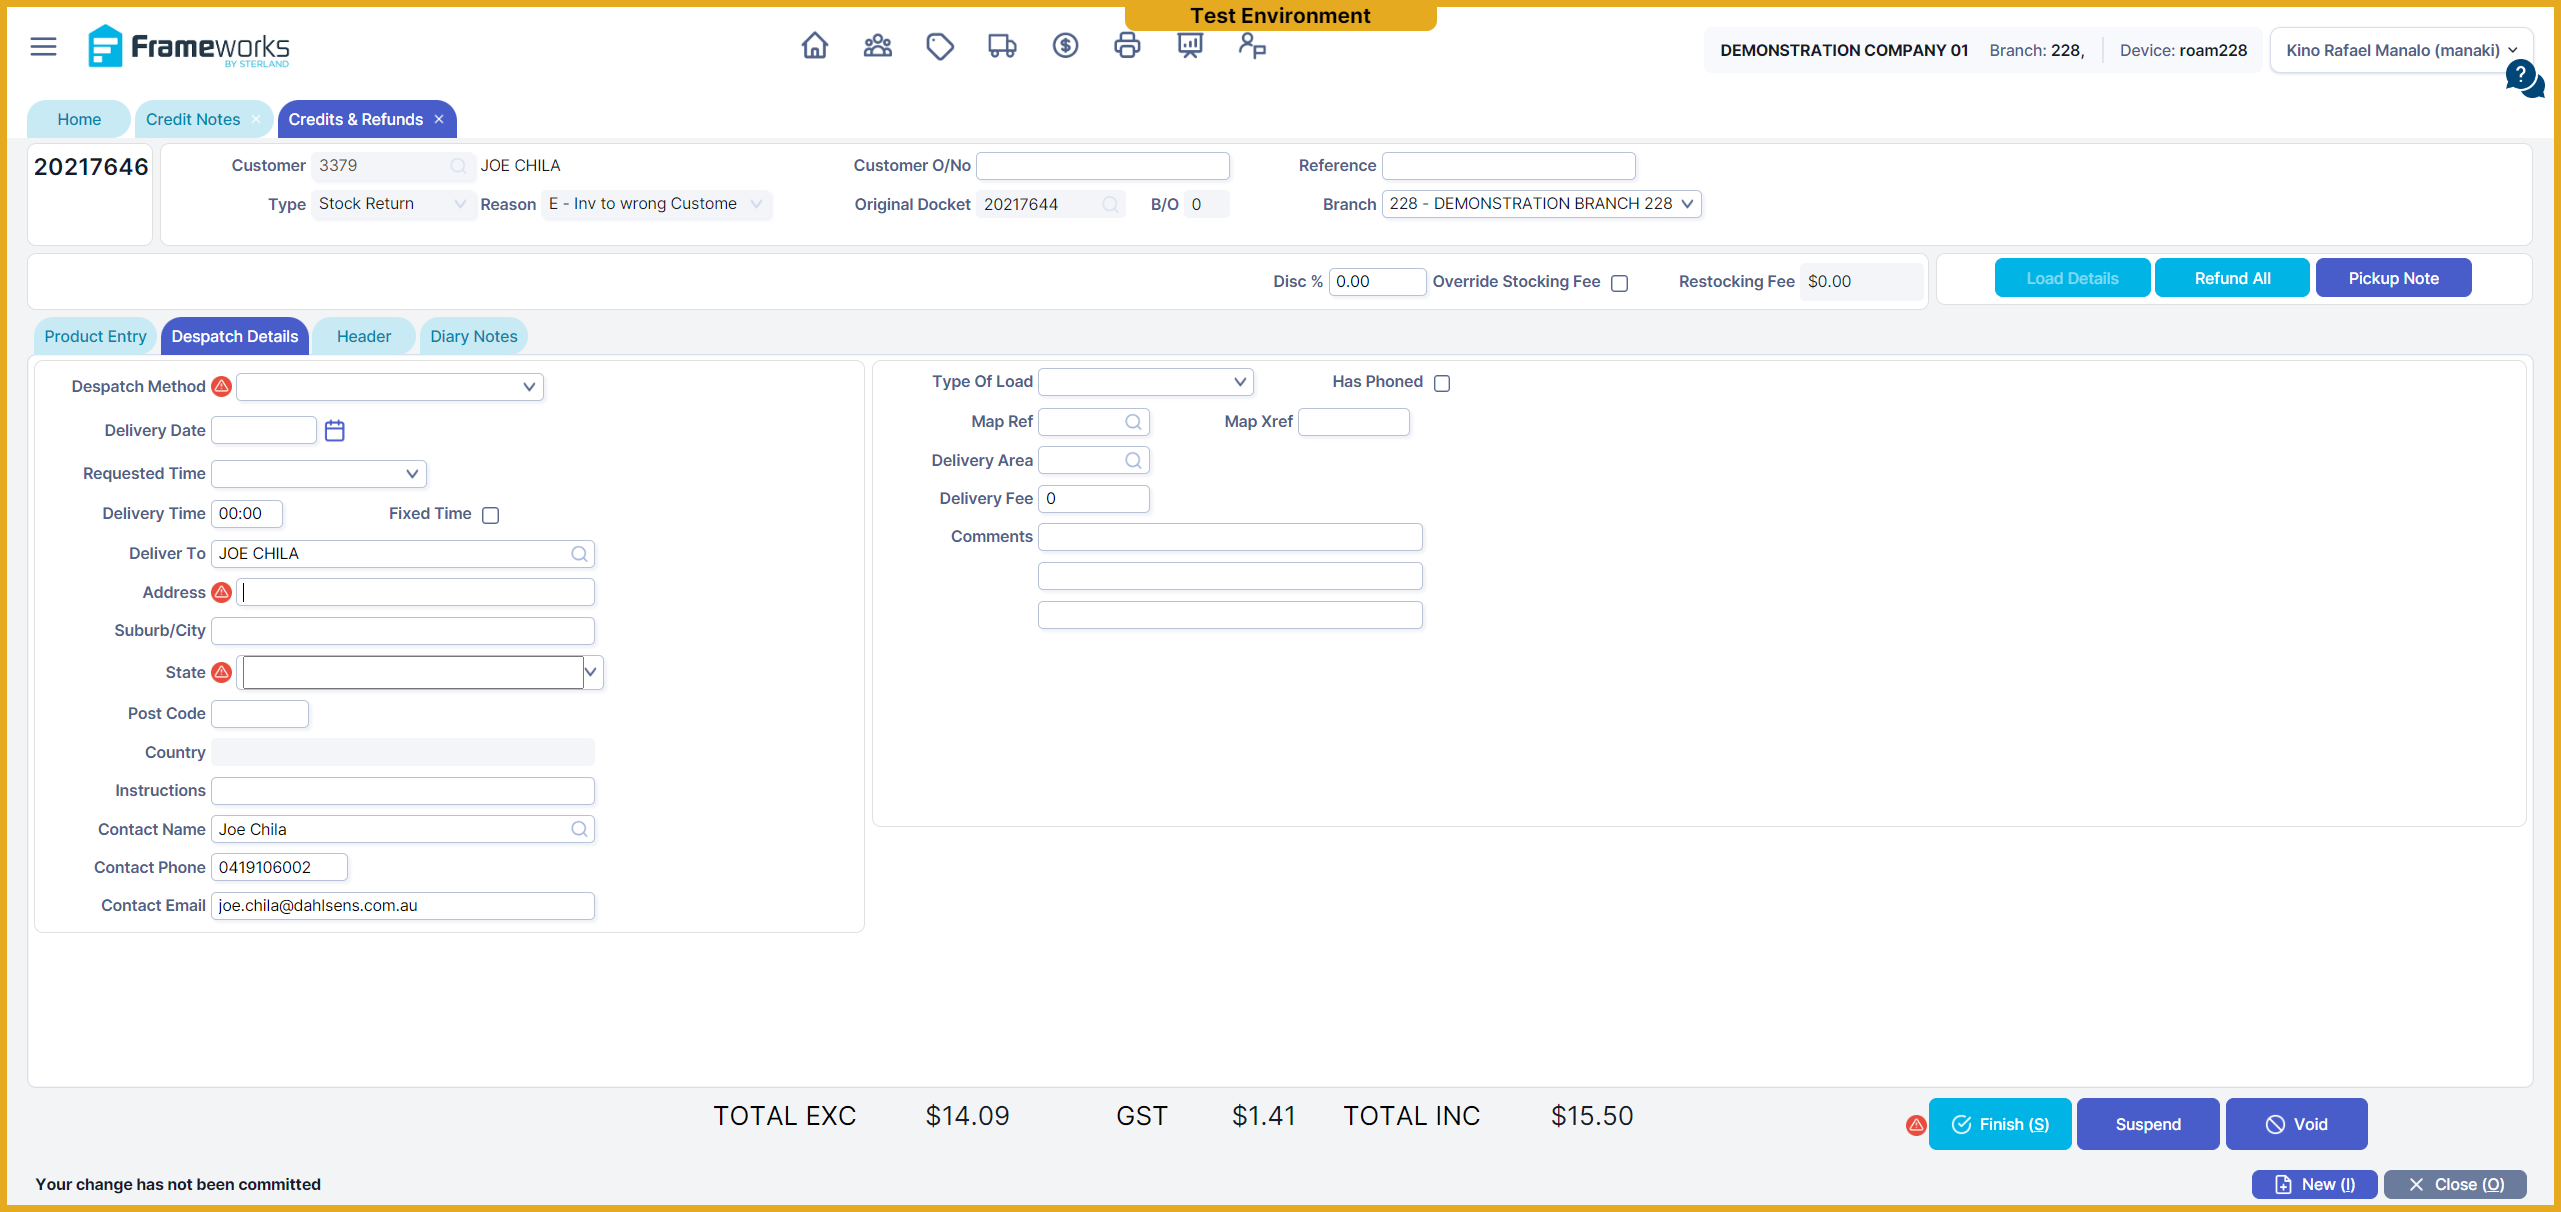 Test Environment
Frameworks
BY STERLAND
DEMONSTRATION COMPANY 01 Branch: 228, Device: roam228 Kino Rafael Manalo (manaki)
?
Home Credit Notes × Credits & Refunds ×
20217646
Customer 3379 JOE CHILA Customer O/No Reference
Type Stock Return Reason E - Inv to wrong Custome Original Docket 20217644 B/O 0 Branch 228 - DEMONSTRATION BRANCH 228
Disc % 0.00 Override Stocking Fee Restocking Fee $0.00 Load Details Refund All Pickup Note
Product Entry Despatch Details Header Diary Notes
Despatch Method
Delivery Date
Requested Time
Delivery Time 00:00 Fixed Time
Deliver To JOE CHILA
Address
Suburb/City
State
Post Code
Country
Instructions
Contact Name Joe Chila
Contact Phone 0419106002
Contact Email joe.chila@dahlsens.com.au
Type Of Load Has Phoned
Map Ref Map Xref
Delivery Area
Delivery Fee 0
Comments
TOTAL EXC $14.09 GST $1.41 TOTAL INC $15.50
Finish (S) Suspend Void
Your change has not been committed
New (I) Close (O)